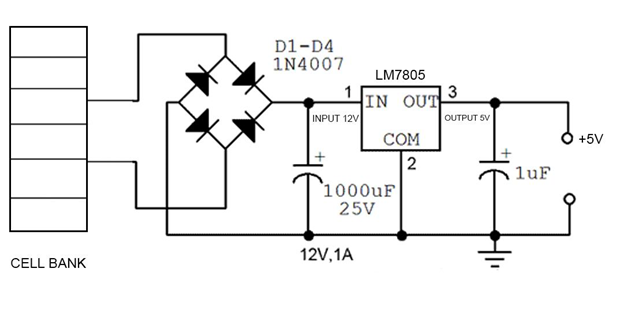 D1-D4
1N4007
LM7805
1
IN OUT
3
INPUT 12V
OUTPUT 5V
COM
2
+
1000uF
25V
+
1uF
+5V
12V,1A
CELL BANK